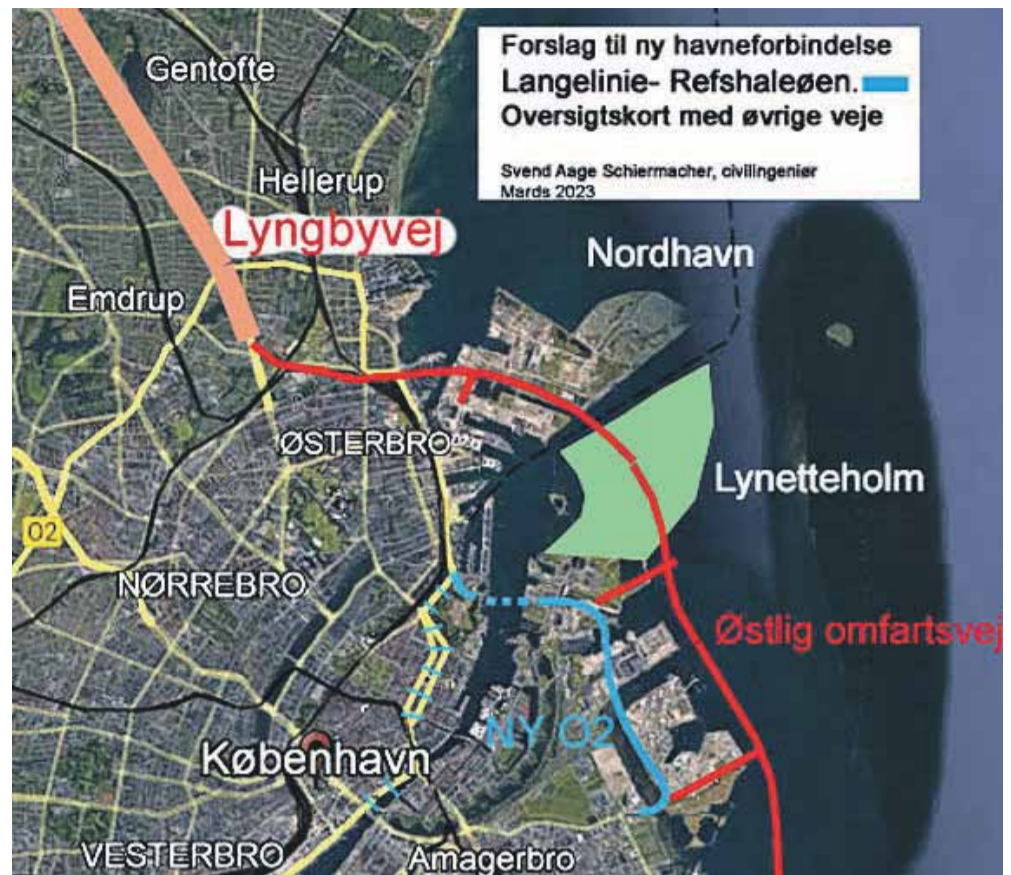 Forslag til ny havneforbindelse
Langelinie- Refshaleøen.
Oversigtskort med øvrige veje
Svend Aage Schiermacher, civilingeniør
Mards 2023
Gentofte
Hellerup
Lyngbyvej
Nordhavn
Emdrup
ØSTERBRO
Lynetteholm
02
NØRREBRO
Østlig omfartsvej
NY O2
København
VESTERBRO
Amagerbro